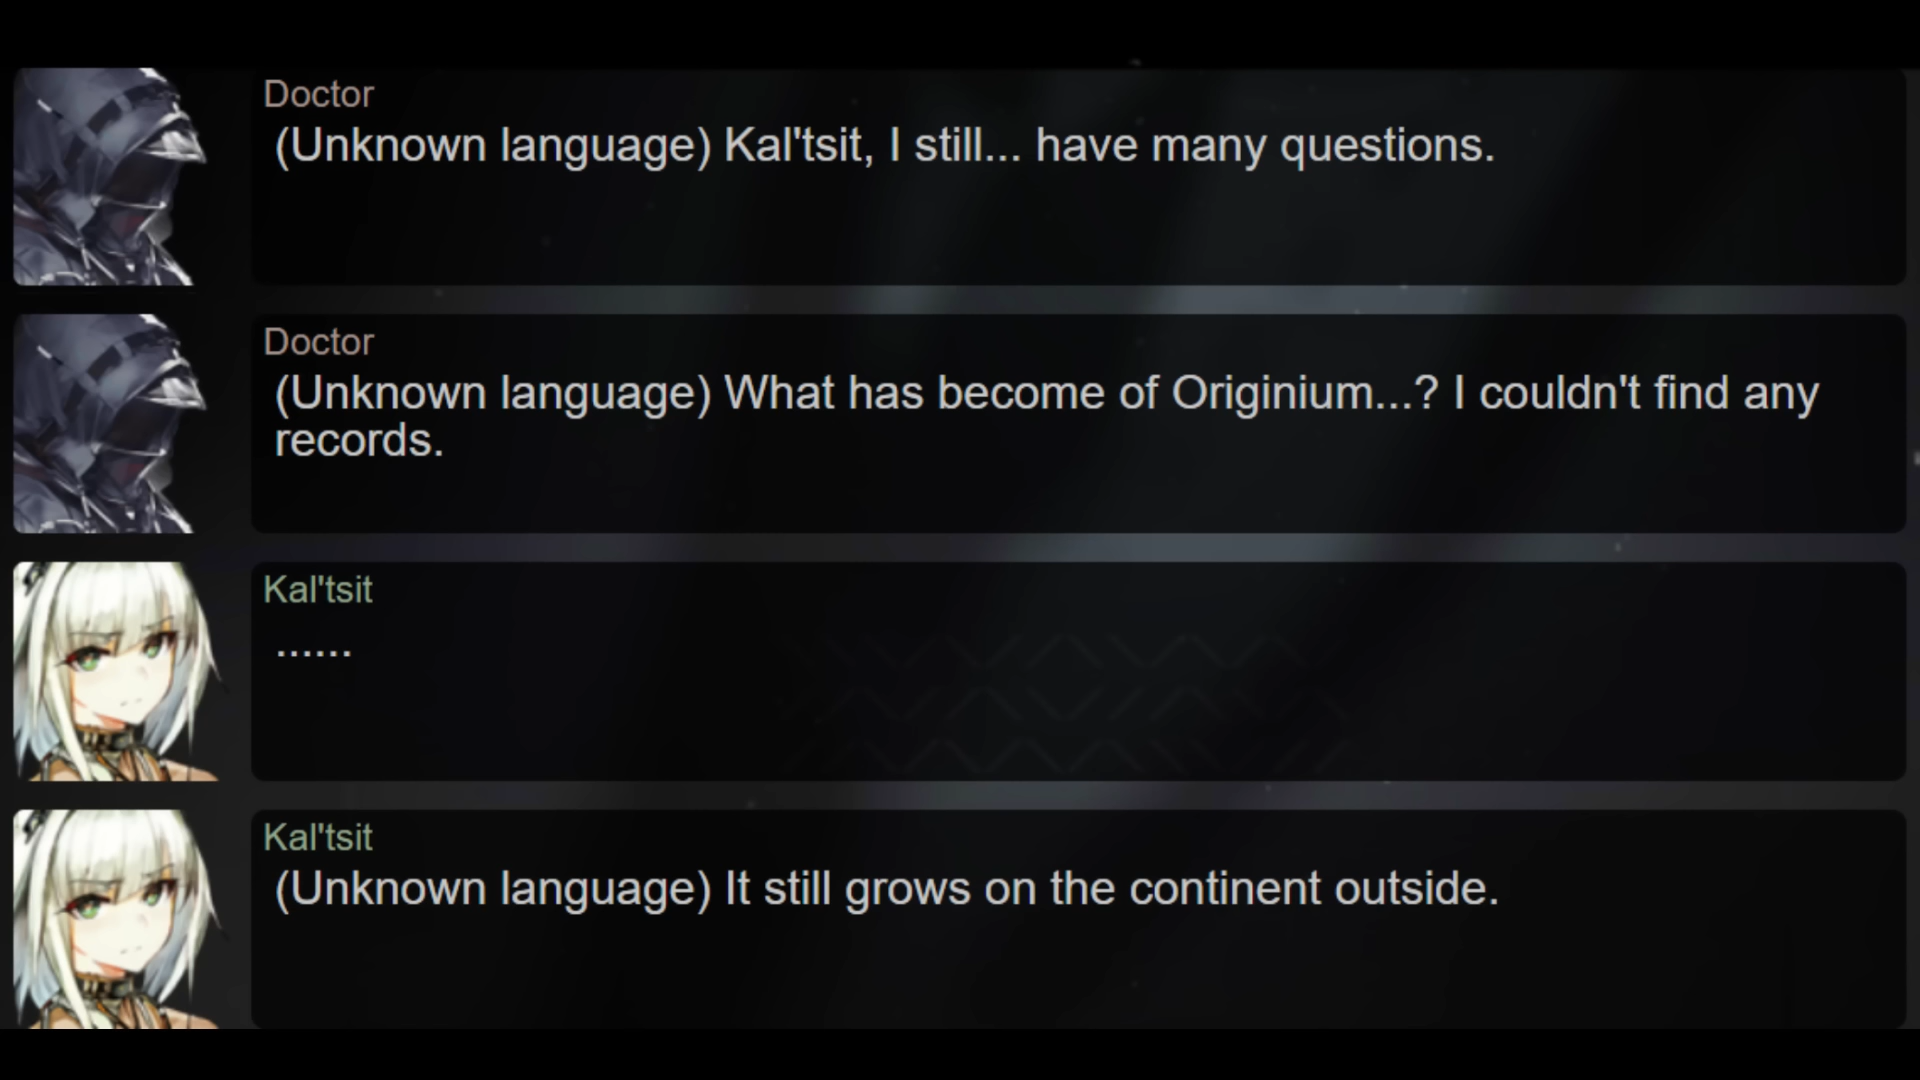 Doctor
(Unknown language) Kal'tsit, I still... have many questions.
Doctor
(Unknown language) What has become of Originium...? I couldn't find any
records.
Kal'tsit
......
Kal'tsit
(Unknown language) It still grows on the continent outside.